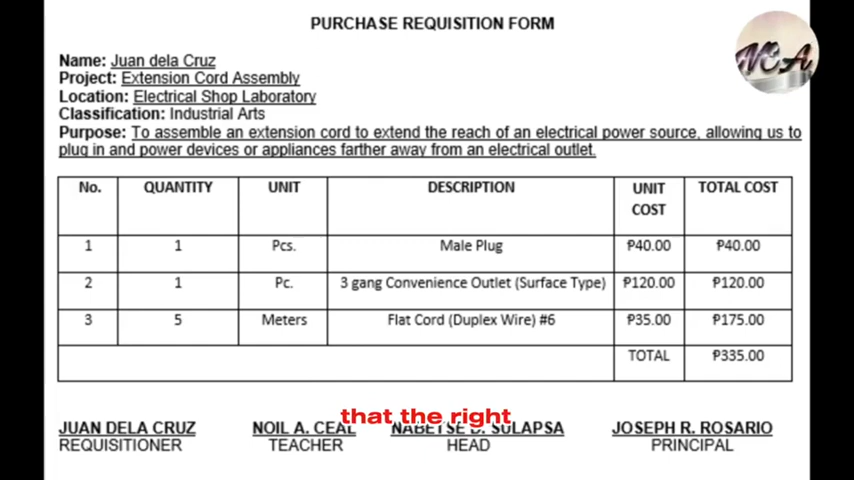 PURCHASE REQUISITION FORM
NCA
Name: Juan dela Cruz
Project: Extension Cord Assembly
Location: Electrical Shop Laboratory
Classification: Industrial Arts
Purpose: To assemble an extension cord to extend the reach of an electrical power source, allowing us to
plug in and power devices or appliances farther away from an electrical outlet.
No. QUANTITY UNIT DESCRIPTION UNIT COST TOTAL COST
1 1 Pcs. Male Plug ₱40.00 ₱40.00
2 1 Pc. 3 gang Convenience Outlet (Surface Type) ₱120.00 ₱120.00
3 5 Meters Flat Cord (Duplex Wire) #6 ₱35.00 ₱175.00
TOTAL ₱335.00
that the right
JUAN DELA CRUZ NOIL A. CEAL NABETSE D. SULAPSA JOSEPH R. ROSARIO
REQUISITIONER TEACHER HEAD PRINCIPAL